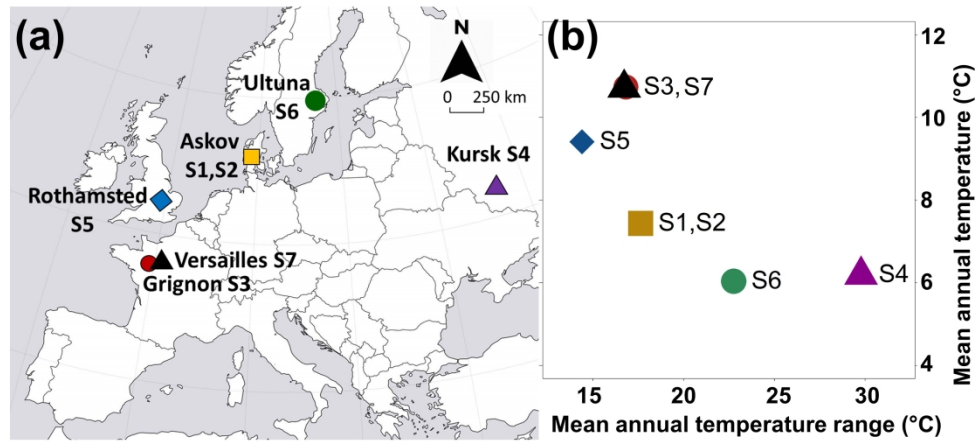 (a)
N
0 250 km
Ultuna
S6
Askov
S1,S2
Kursk S4
Rothamsted
S5
Versailles S7
Grignon S3
(b)
12
10
8
6
4
Mean annual temperature (°C)
S3, S7
S5
S1,S2
S6
S4
15 20 25 30
Mean annual temperature range (°C)